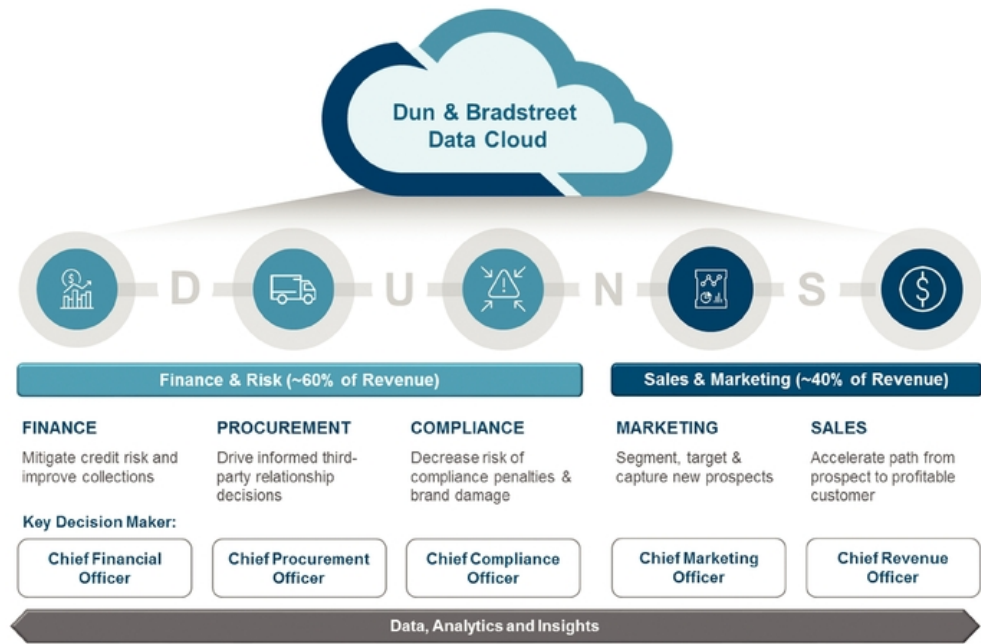 Dun & Bradstreet
Data Cloud
D U N S
Finance & Risk (~60% of Revenue)
Sales & Marketing (~40% of Revenue)
FINANCE
Mitigate credit risk and
improve collections
PROCUREMENT
Drive informed third-
party relationship
decisions
COMPLIANCE
Decrease risk of
compliance penalties &
brand damage
MARKETING
Segment, target &
capture new prospects
SALES
Accelerate path from
prospect to profitable
customer
Key Decision Maker:
Chief Financial
Officer
Chief Procurement
Officer
Chief Compliance
Officer
Chief Marketing
Officer
Chief Revenue
Officer
Data, Analytics and Insights